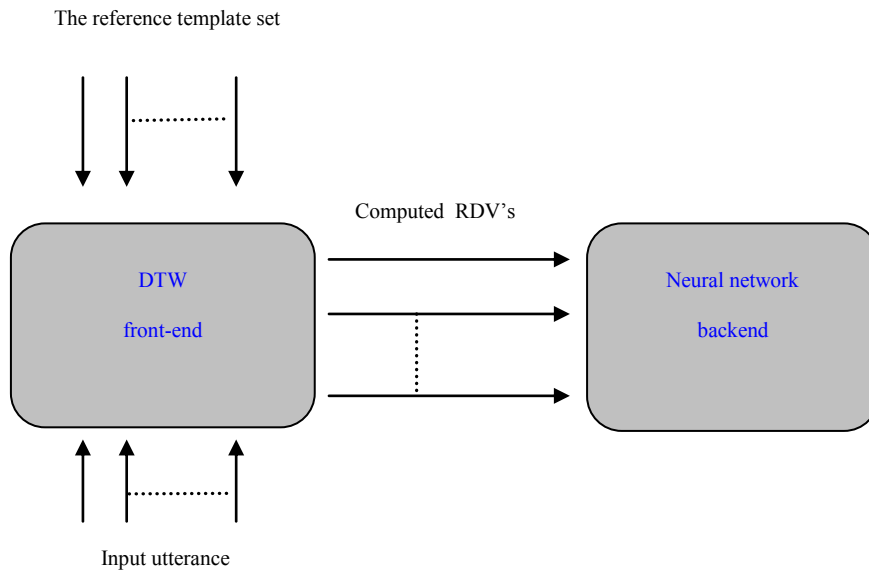 The reference template set
Computed RDV's
DTW
front-end
Neural network
backend
Input utterance